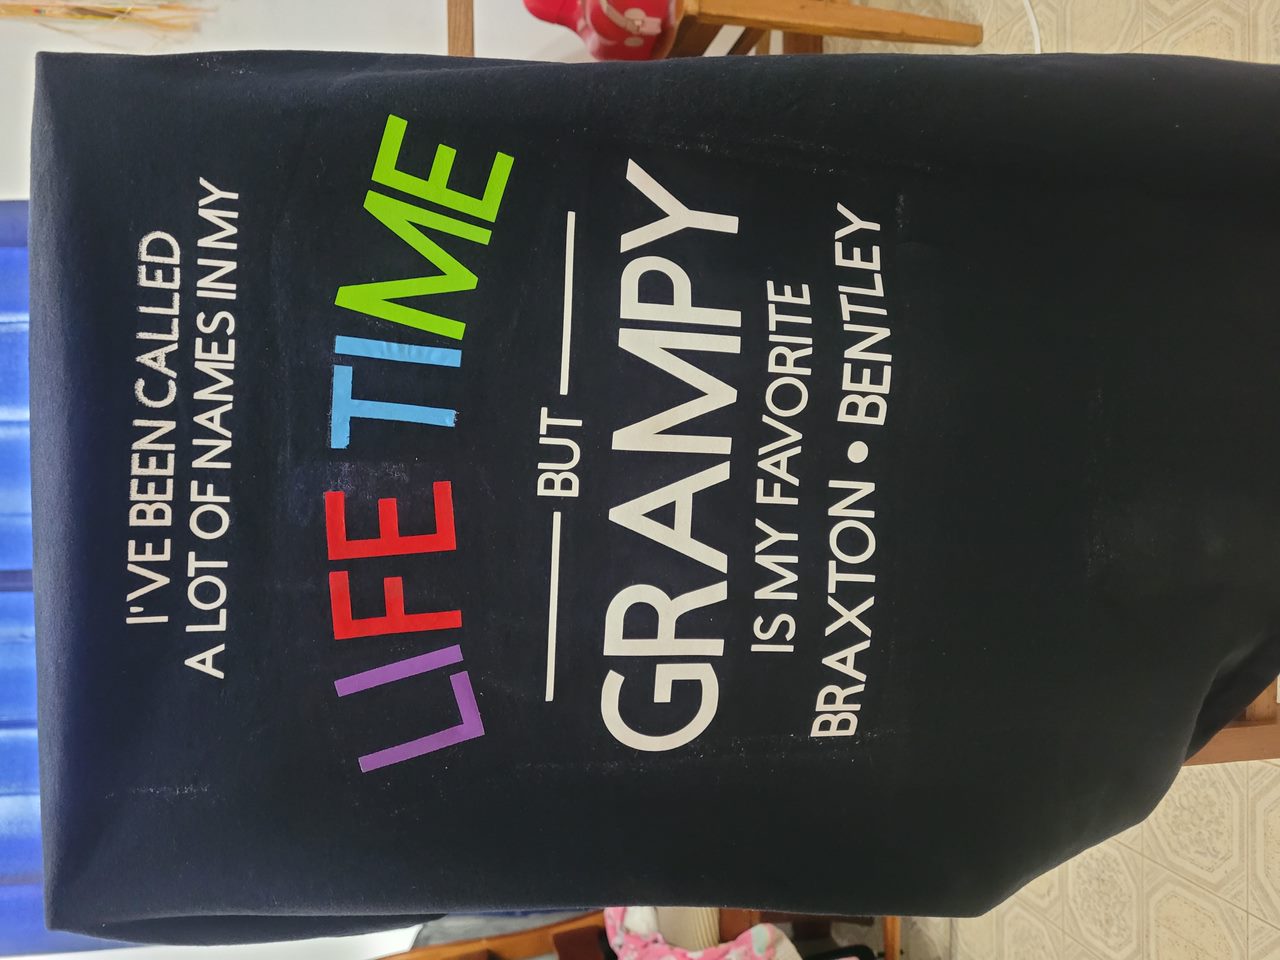 I'VE BEEN CALLED
A LOT OF NAMES IN MY
LIFE TIME
BUT
GRAMPY
IS MY FAVORITE
BRAXTON • BENTLEY